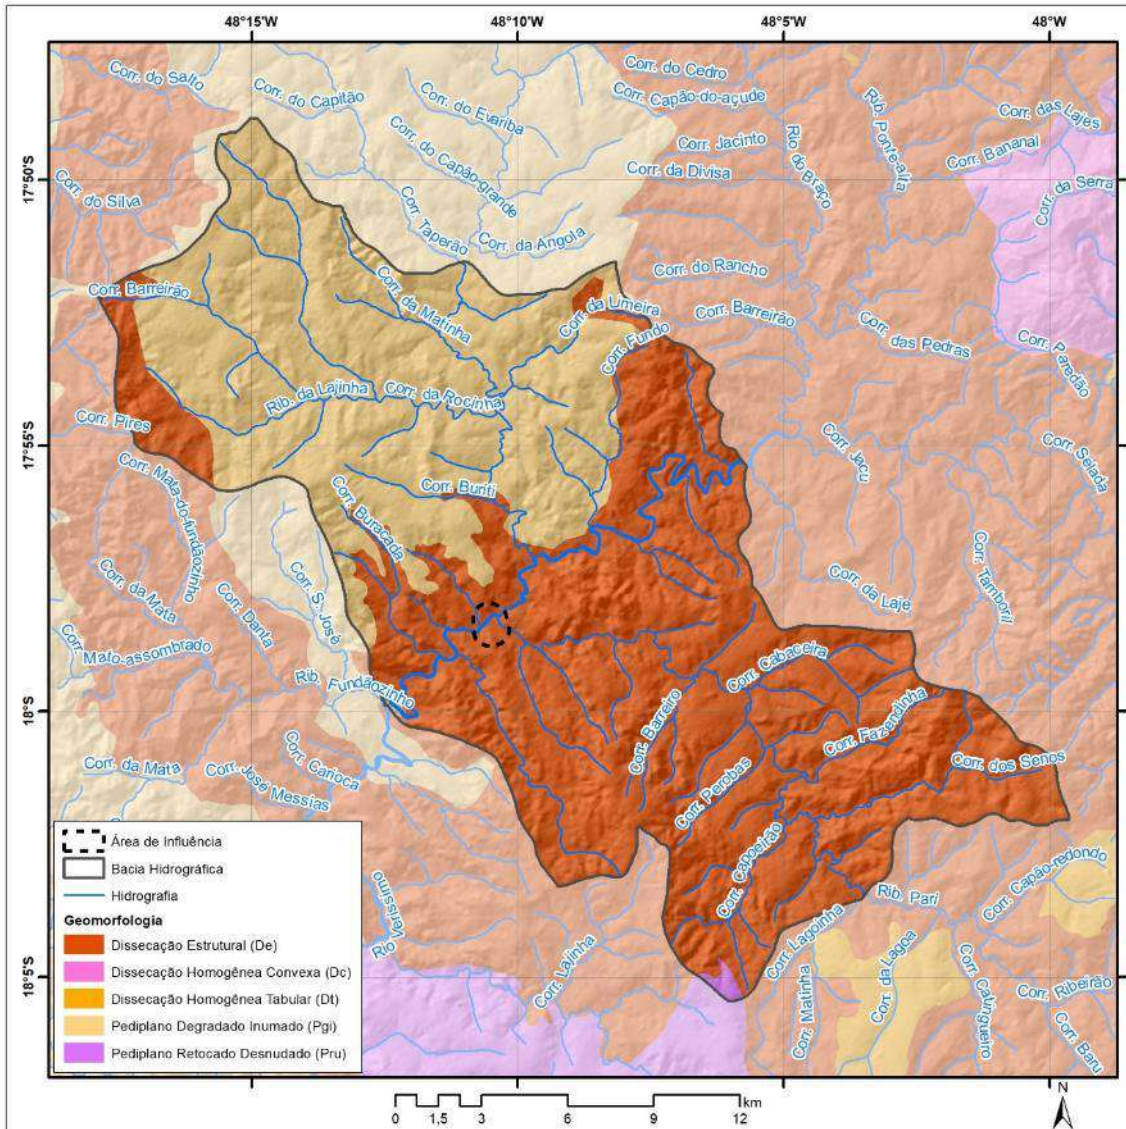 48°15'W
48°10'W
48°5'W
48°W
17°50'S
17°55'S
18°S
18°5'S
Corr. do Salto
Corr. do Capitão
Corr. do Evariba
Corr. do Cedro
Corr. Capão-do-açude
Corr. das Lajes
Rib. Ponte-alta
Corr. Jacinto
Rio do Braço
Corr. Bananal
Corr. do Capão-grande
Corr. da Divisa
Corr. da Serra
Corr. do Silva
Corr. Taperão
Corr. da Angola
Corr. do Rancho
Corr. Barreirão
Corr. da Matinha
Corr. da Limeira
Corr. Barreirão
Corr. das Pedras
Corr. Fundo
Corr. Paredão
Rib. da Lajinha
Corr. da Rocinha
Corr. Pires
Corr. Jacu
Corr. Selada
Corr. Mata-do-fundãozinho
Corr. Buriti
Corr. Buracada
Corr. da Mata
Corr. Danta
Corr. S. José
Corr. da Laje
Corr. Tamboril
Corr. Mato-assombrado
Rib. Fundãozinho
Corr. Cabaceira
Corr. Barreiro
Corr. Fazendinha
Corr. da Mata
Corr. José Messias
Corr. Carioca
Corr. Perobas
Corr. dos Senos
Corr. Capoeirão
Corr. Capão-redondo
Rib. Pari
Rio Veríssimo
Corr. Lagoinha
Corr. Lajinha
Corr. Matinha
Corr. da Lagoa
Corr. Catingueiro
Corr. Ribeirão
Corr. Baru
Área de Influência
Bacia Hidrográfica
Hidrografia
Geomorfologia
Dissecação Estrutural (De)
Dissecação Homogênea Convexa (Dc)
Dissecação Homogênea Tabular (Dt)
Pediplano Degradado Inumado (Pgi)
Pediplano Retocado Desnudado (Pru)
km
0 1,5 3 6 9 12
N